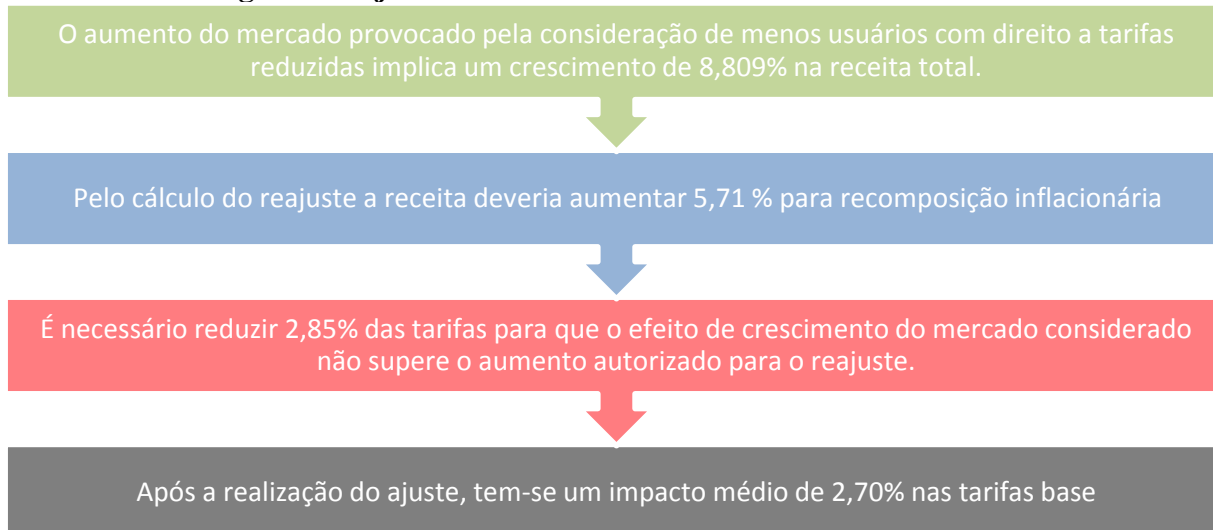 O aumento do mercado provocado pela consideração de menos usuários com direito a tarifas
reduzidas implica um crescimento de 8,809% na receita total.
Pelo cálculo do reajuste a receita deveria aumentar 5,71 % para recomposição inflacionária
É necessário reduzir 2,85% das tarifas para que o efeito de crescimento do mercado considerado
não supere o aumento autorizado para o reajuste.
Após a realização do ajuste, tem-se um impacto médio de 2,70% nas tarifas base